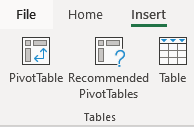 File Home Insert
PivotTable Recommended Table
PivotTables
Tables